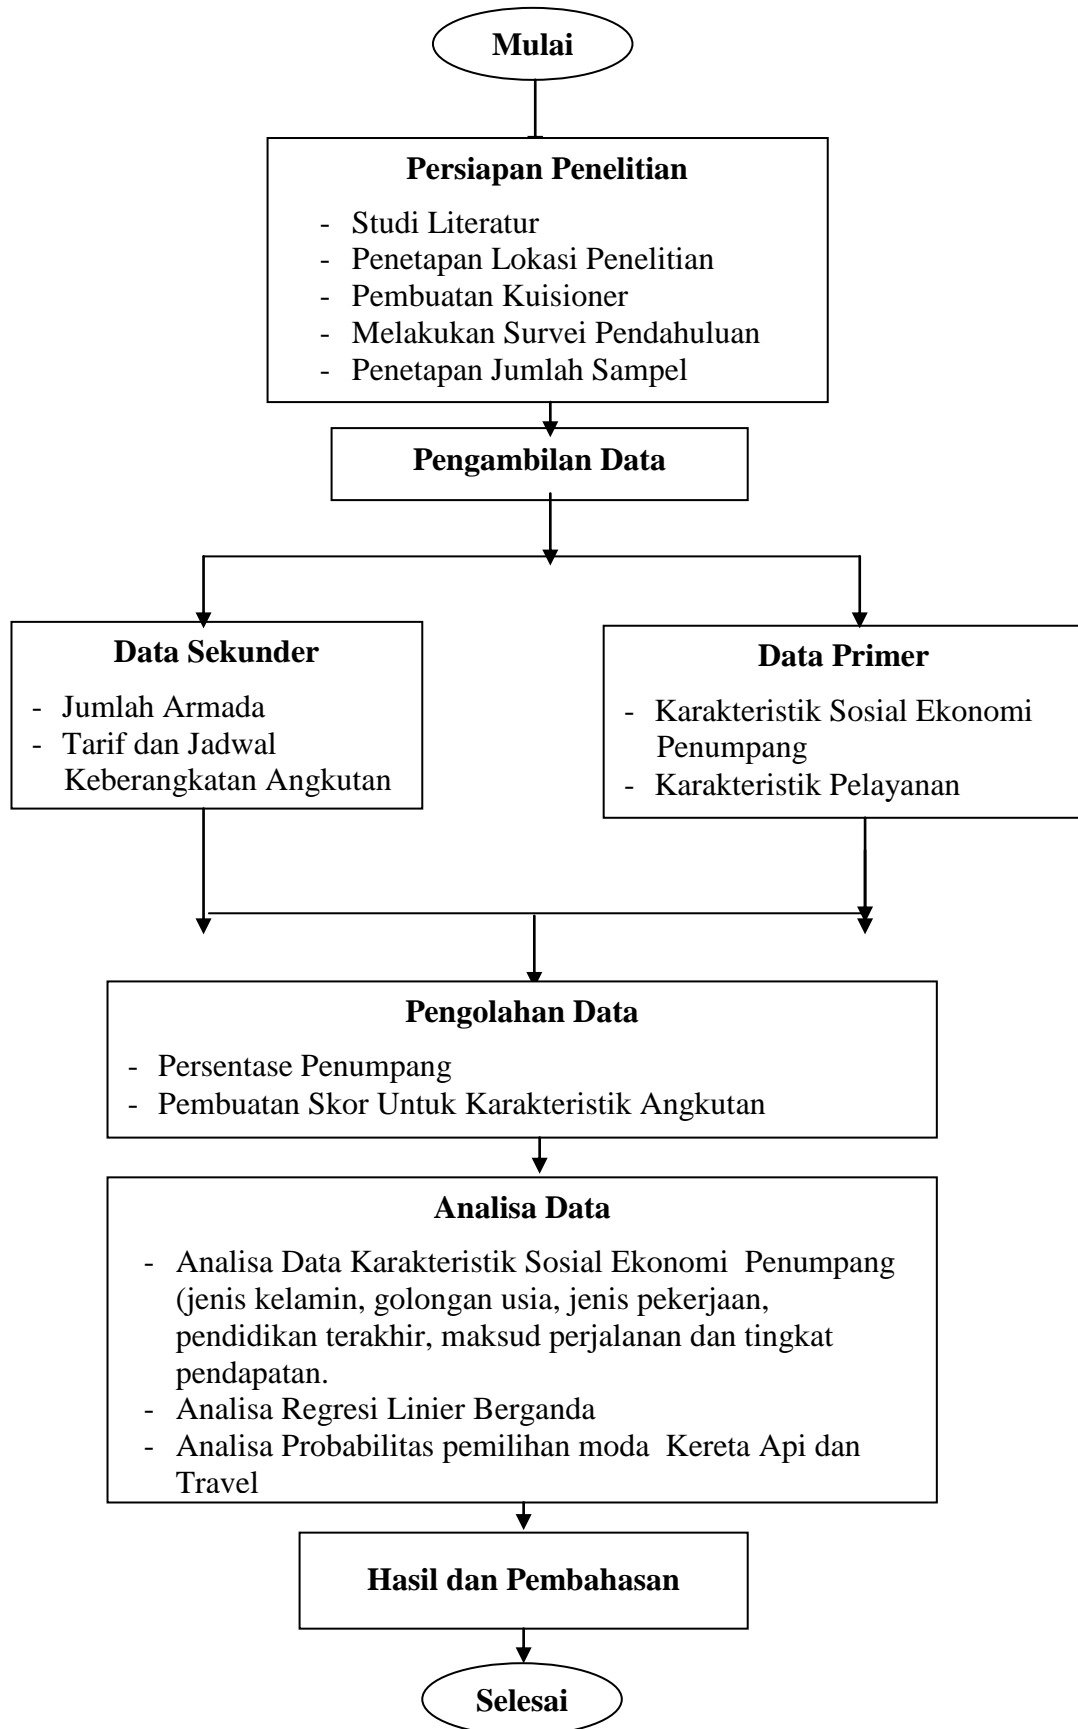 Mulai
Persiapan Penelitian
- Studi Literatur
- Penetapan Lokasi Penelitian
- Pembuatan Kuisioner
- Melakukan Survei Pendahuluan
- Penetapan Jumlah Sampel
Pengambilan Data
Data Sekunder
- Jumlah Armada
- Tarif dan Jadwal
Keberangkatan Angkutan
Data Primer
- Karakteristik Sosial Ekonomi
Penumpang
- Karakteristik Pelayanan
Pengolahan Data
- Persentase Penumpang
- Pembuatan Skor Untuk Karakteristik Angkutan
Analisa Data
- Analisa Data Karakteristik Sosial Ekonomi  Penumpang
(jenis kelamin, golongan usia, jenis pekerjaan,
pendidikan terakhir, maksud perjalanan dan tingkat
pendapatan.
- Analisa Regresi Linier Berganda
- Analisa Probabilitas pemilihan moda  Kereta Api dan
Travel
Hasil dan Pembahasan
Selesai